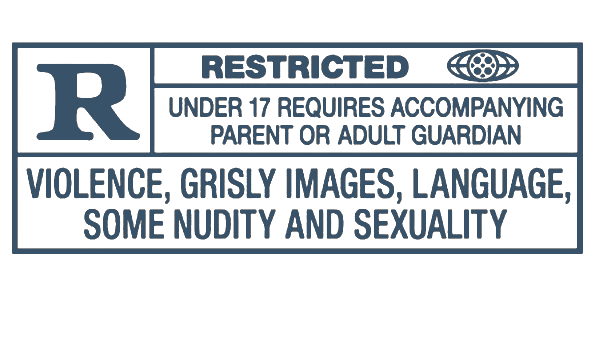 R
RESTRICTED
UNDER 17 REQUIRES ACCOMPANYING
PARENT OR ADULT GUARDIAN
VIOLENCE, GRISLY IMAGES, LANGUAGE,
SOME NUDITY AND SEXUALITY